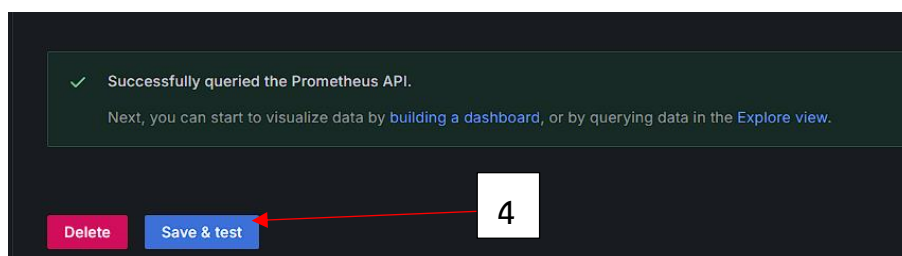 Successfully queried the Prometheus API.
Next, you can start to visualize data by building a dashboard, or by querying data in the Explore view.
4
Delete
Save & test